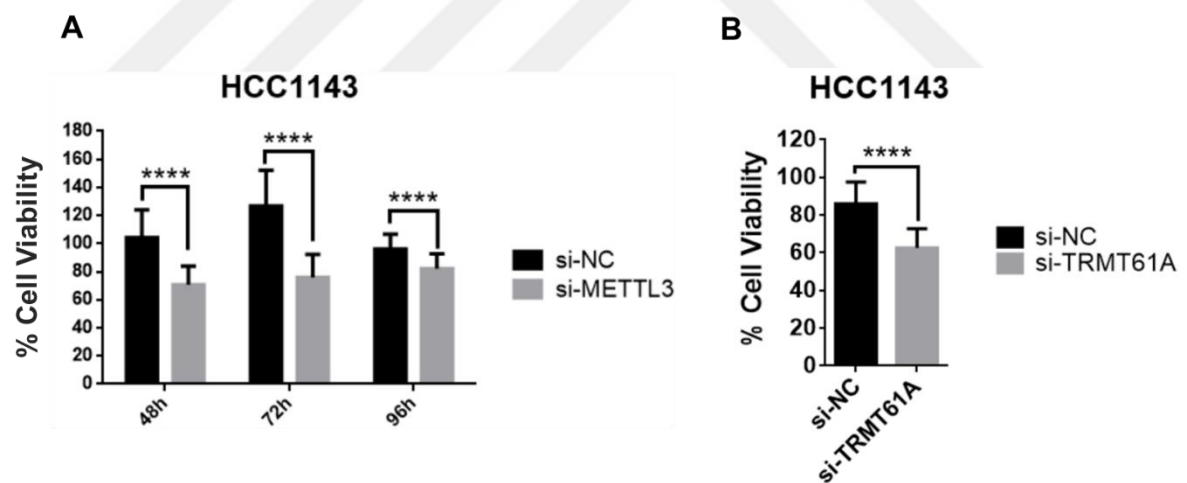 A
HCC1143
% Cell Viability
180
160
140
120
100
80
60
40
20
0
****
****
****
48h
72h
96h
si-NC
si-METTL3
B
HCC1143
% Cell Viability
120
100
80
60
40
20
0
****
si-NC
si-TRMT61A
si-NC
si-TRMT61A